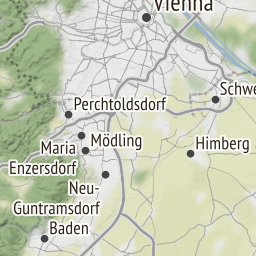 Vienna
Schwe
Perchtoldsdorf
Mödling
Maria
Enzersdorf
Himberg
Neu-
Guntramsdorf
Baden